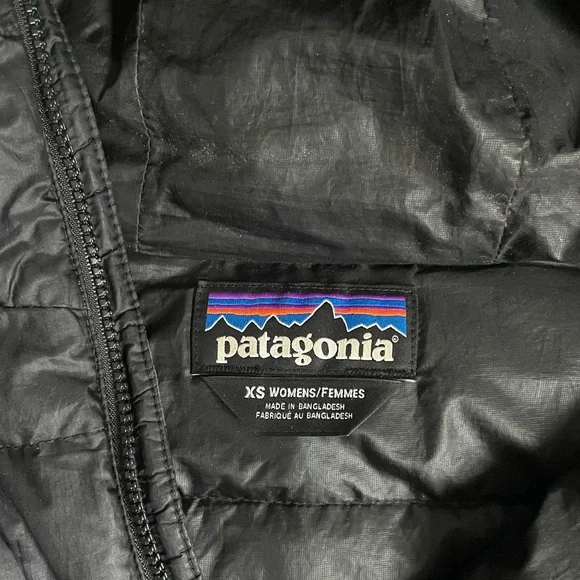 patagonia®
XS WOMENS/FEMMES
MADE IN BANGLADESH
FABRIQUÉ AU BANGLADESH